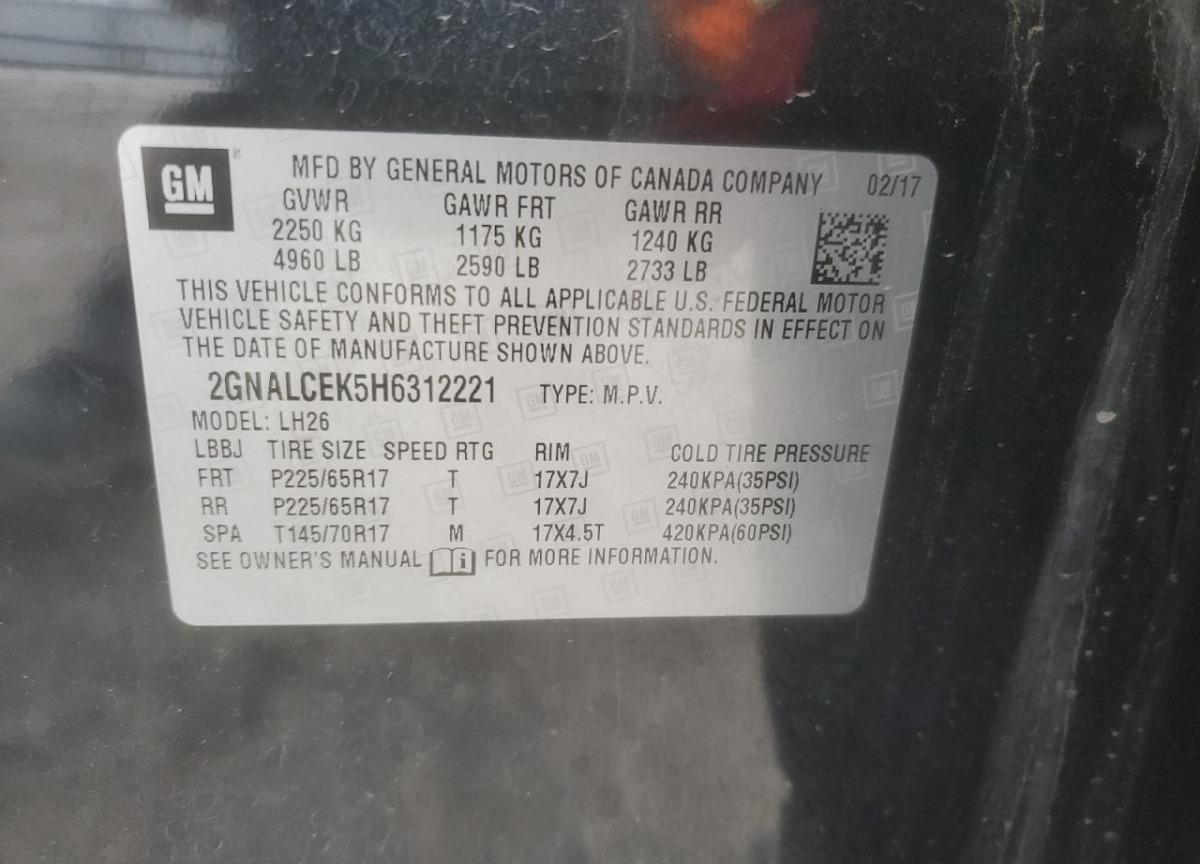 GM® MFD BY GENERAL MOTORS OF CANADA COMPANY 02/17
GVWR GAWR FRT GAWR RR
2250 KG 1175 KG 1240 KG
4960 LB 2590 LB 2733 LB
THIS VEHICLE CONFORMS TO ALL APPLICABLE U.S. FEDERAL MOTOR
VEHICLE SAFETY AND THEFT PREVENTION STANDARDS IN EFFECT ON
THE DATE OF MANUFACTURE SHOWN ABOVE.
2GNALCEK5H6312221 TYPE: M.P.V.
MODEL: LH26
LBBJ TIRE SIZE SPEED RTG RIM COLD TIRE PRESSURE
FRT P225/65R17 T 17X7J 240KPA(35PSI)
RR P225/65R17 T 17X7J 240KPA(35PSI)
SPA T145/70R17 M 17X4.5T 420KPA(60PSI)
SEE OWNER'S MANUAL i FOR MORE INFORMATION.